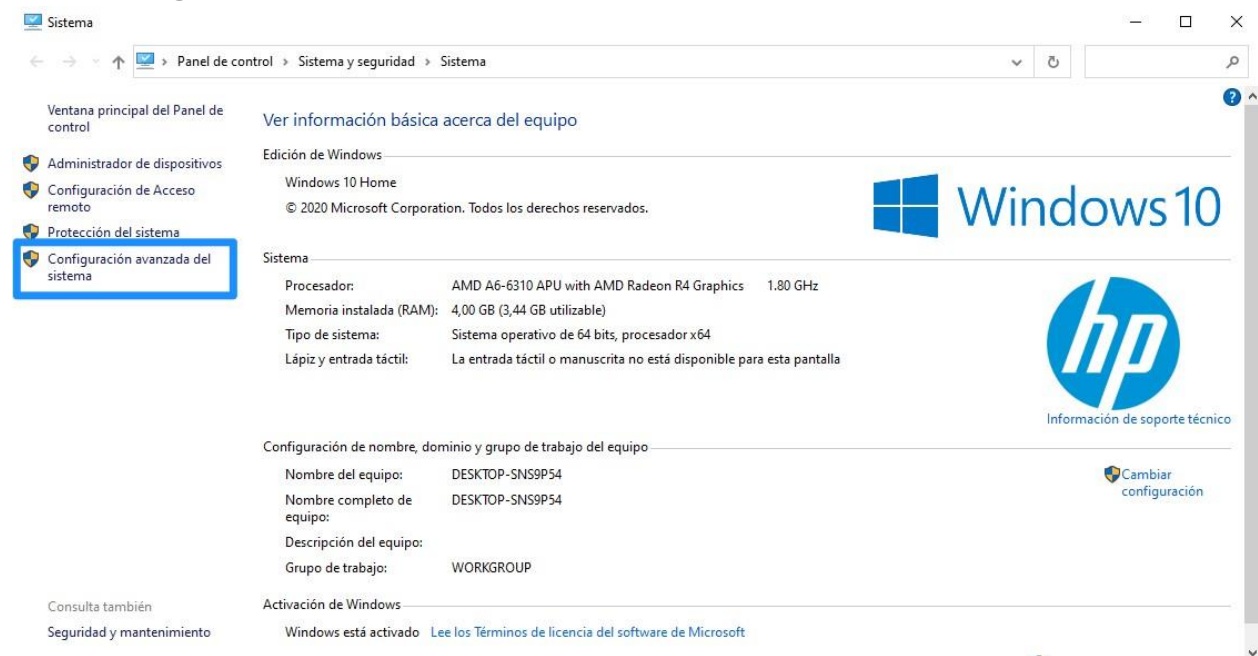 Sistema
Panel de control > Sistema y seguridad > Sistema
Ventana principal del Panel de
control
Administrador de dispositivos
Configuración de Acceso
remoto
Protección del sistema
Configuración avanzada del
sistema
Ver información básica acerca del equipo
Edición de Windows
Windows 10 Home
© 2020 Microsoft Corporation. Todos los derechos reservados.
Windows 10
Sistema
Procesador: AMD A6-6310 APU with AMD Radeon R4 Graphics 1.80 GHz
Memoria instalada (RAM): 4,00 GB (3,44 GB utilizable)
Tipo de sistema: Sistema operativo de 64 bits, procesador x64
Lápiz y entrada táctil: La entrada táctil o manuscrita no está disponible para esta pantalla
hp
Información de soporte técnico
Configuración de nombre, dominio y grupo de trabajo del equipo
Nombre del equipo: DESKTOP-SNS9P54
Nombre completo de DESKTOP-SNS9P54
equipo:
Descripción del equipo:
Grupo de trabajo: WORKGROUP
Cambiar
configuración
Activación de Windows
Windows está activado Lee los Términos de licencia del software de Microsoft
Consulta también
Seguridad y mantenimiento